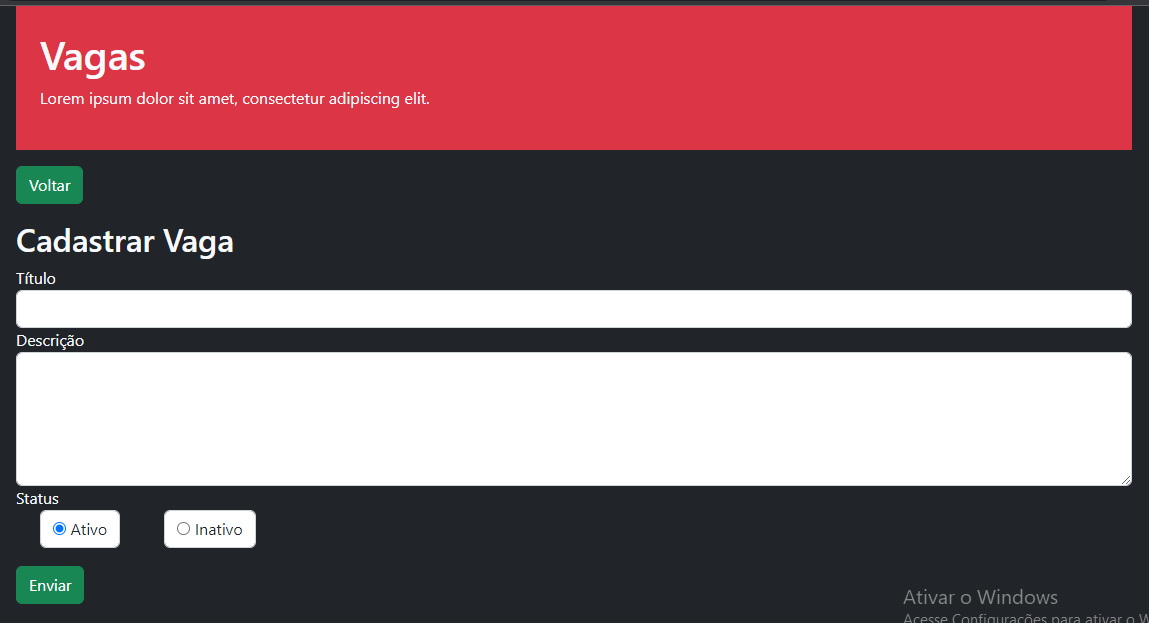 Vagas
Lorem ipsum dolor sit amet, consectetur adipiscing elit.
Voltar
Cadastrar Vaga
Título
Descrição
Status
Ativo
Inativo
Enviar
Ativar o Windows
Acesse Configurações para ativar o W